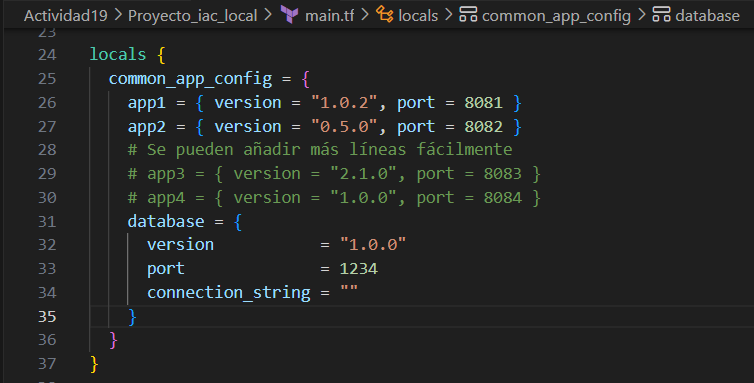 Actividad19 > Proyecto_iac_local > main.tf > locals > common_app_config > database
23
24 locals {
25   common_app_config = {
26     app1 = { version = "1.0.2", port = 8081 }
27     app2 = { version = "0.5.0", port = 8082 }
28     # Se pueden añadir más líneas fácilmente
29     # app3 = { version = "2.1.0", port = 8083 }
30     # app4 = { version = "1.0.0", port = 8084 }
31     database = {
32       version           = "1.0.0"
33       port              = 1234
34       connection_string = ""
35     }
36   }
37 }